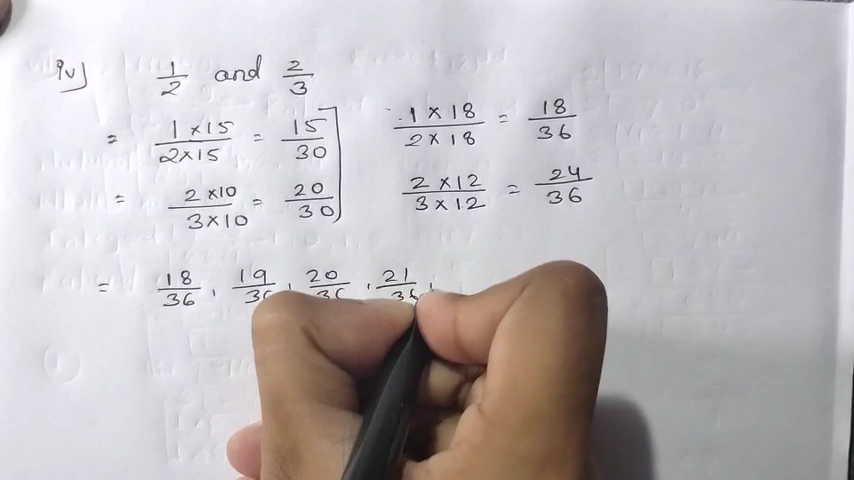 iv) 1/2 and 2/3
= 1×15/2×15 = 15/30
= 2×10/3×10 = 20/30
1×18/2×18 = 18/36
2×12/3×12 = 24/36
= 18/36, 19/36, 20/36, 21/36,